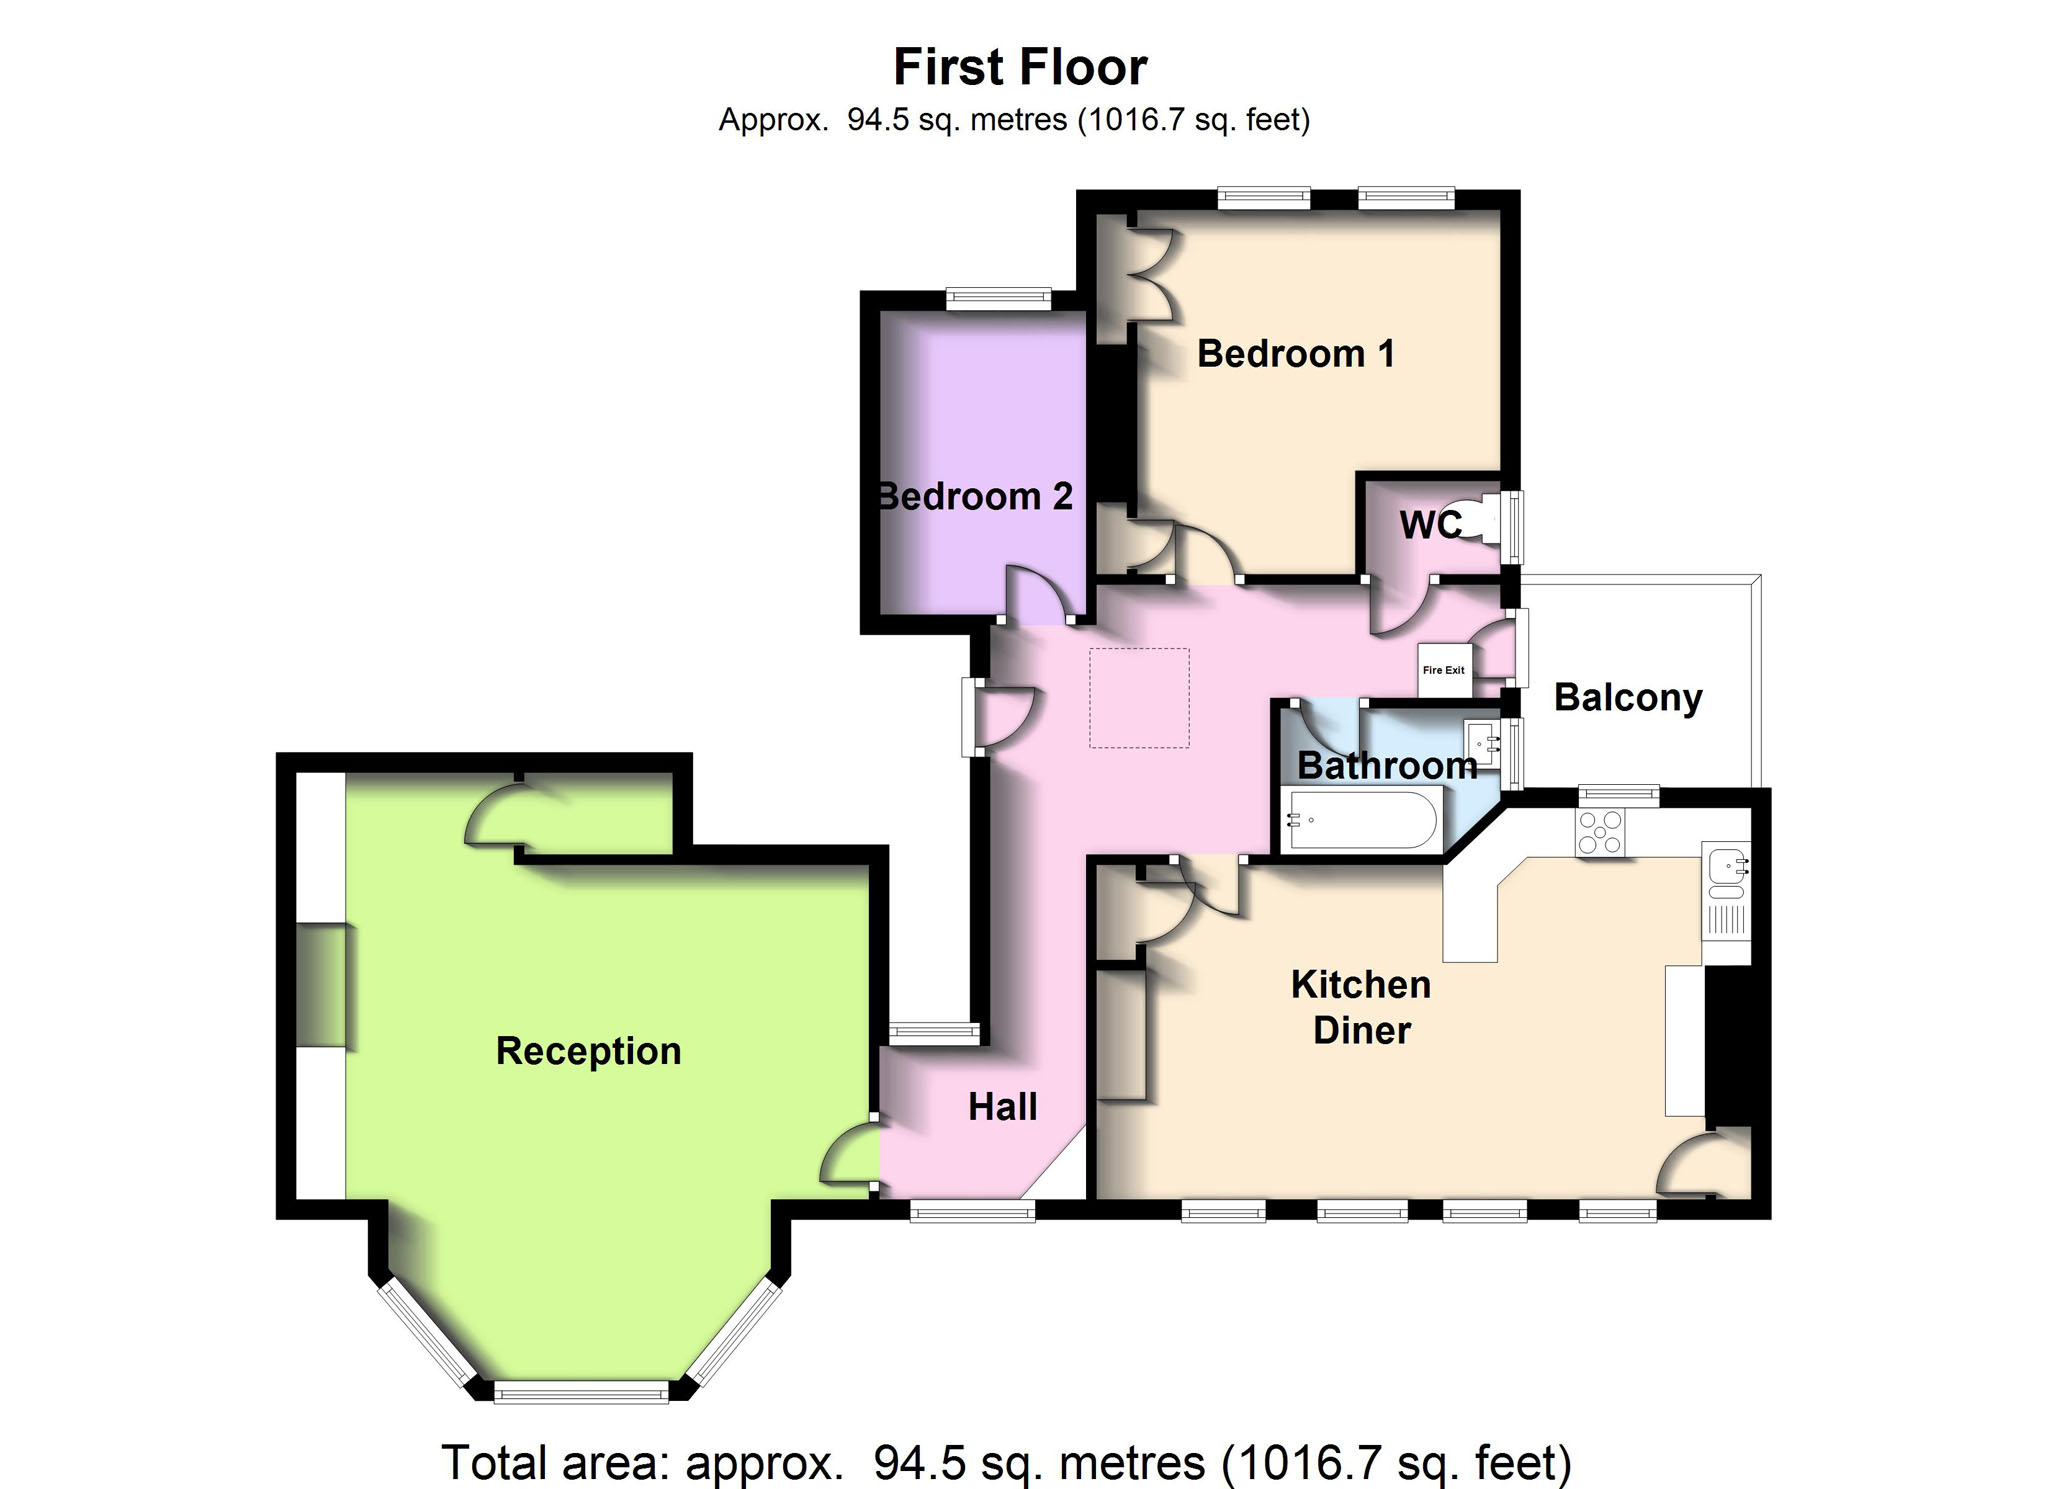 First Floor
Approx. 94.5 sq. metres (1016.7 sq. feet)
Bedroom 1
Bedroom 2
WC
Fire Exit
Balcony
Bathroom
Kitchen
Diner
Reception
Hall
Total area: approx. 94.5 sq. metres (1016.7 sq. feet)